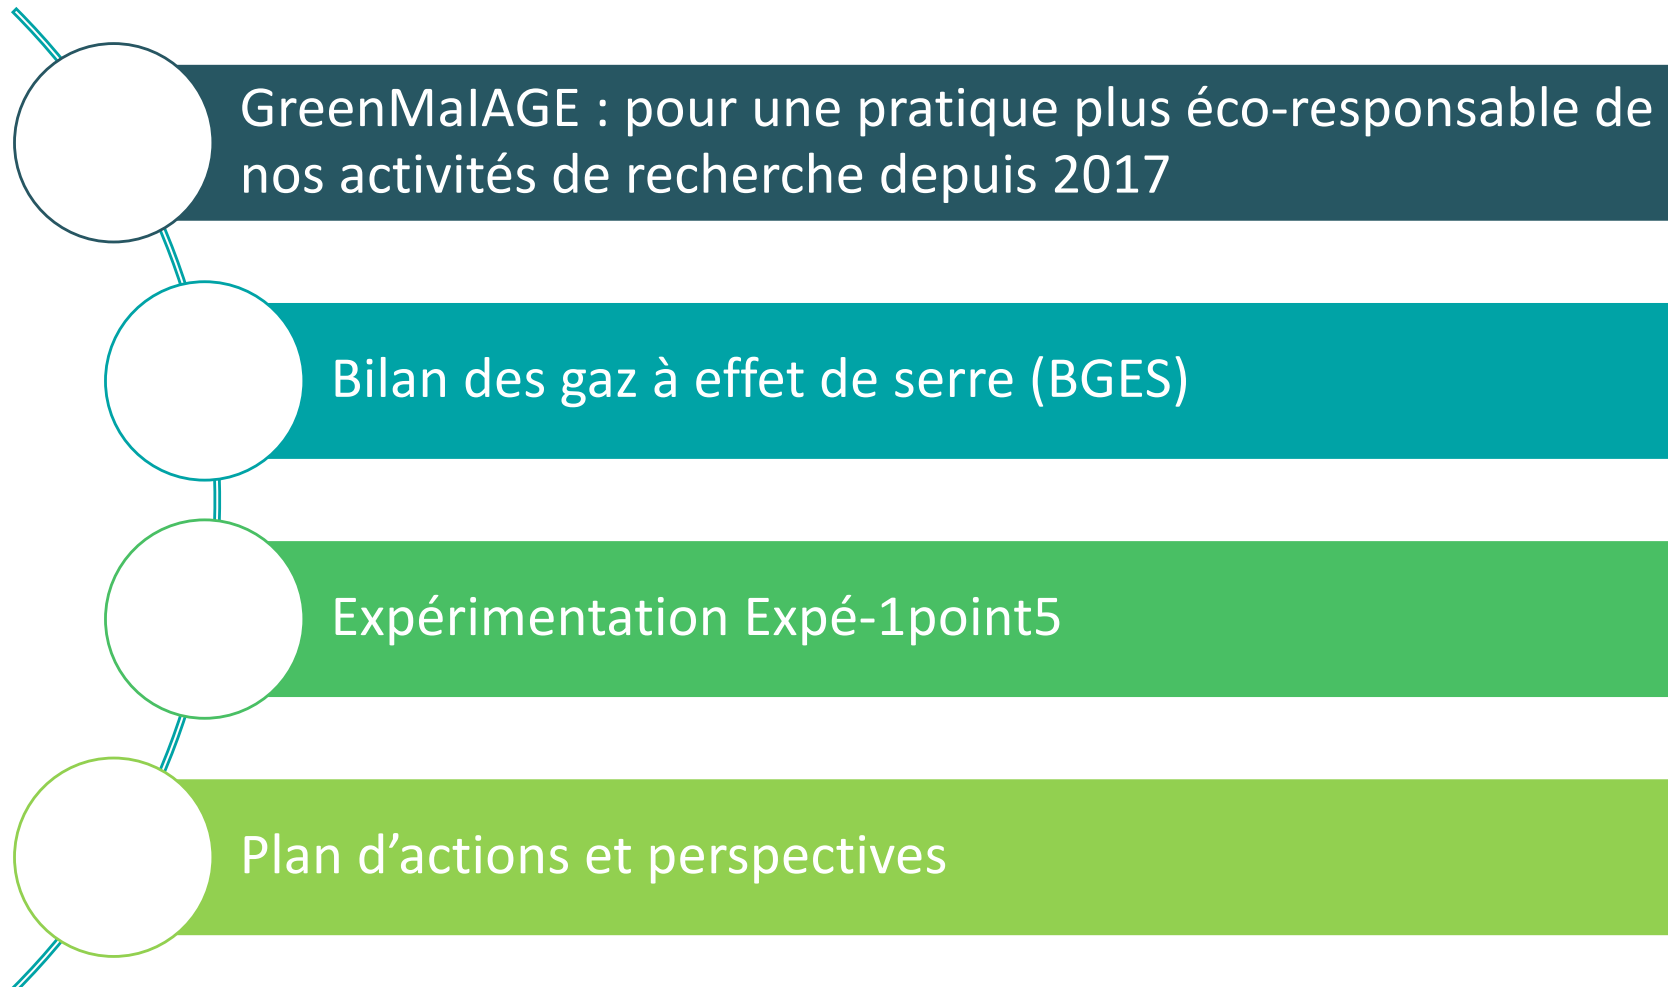 GreenMaIAGE : pour une pratique plus éco-responsable de
nos activités de recherche depuis 2017
Bilan des gaz à effet de serre (BGES)
Expérimentation Expé-1point5
Plan d’actions et perspectives